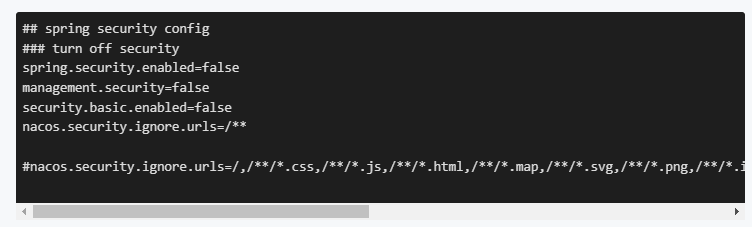 ## spring security config
### turn off security
spring.security.enabled=false
management.security=false
security.basic.enabled=false
nacos.security.ignore.urls=/**
#nacos.security.ignore.urls=/,/**/*.css,/**/*.js,/**/*.html,/**/*.map,/**/*.svg,/**/*.png,/**/*.i